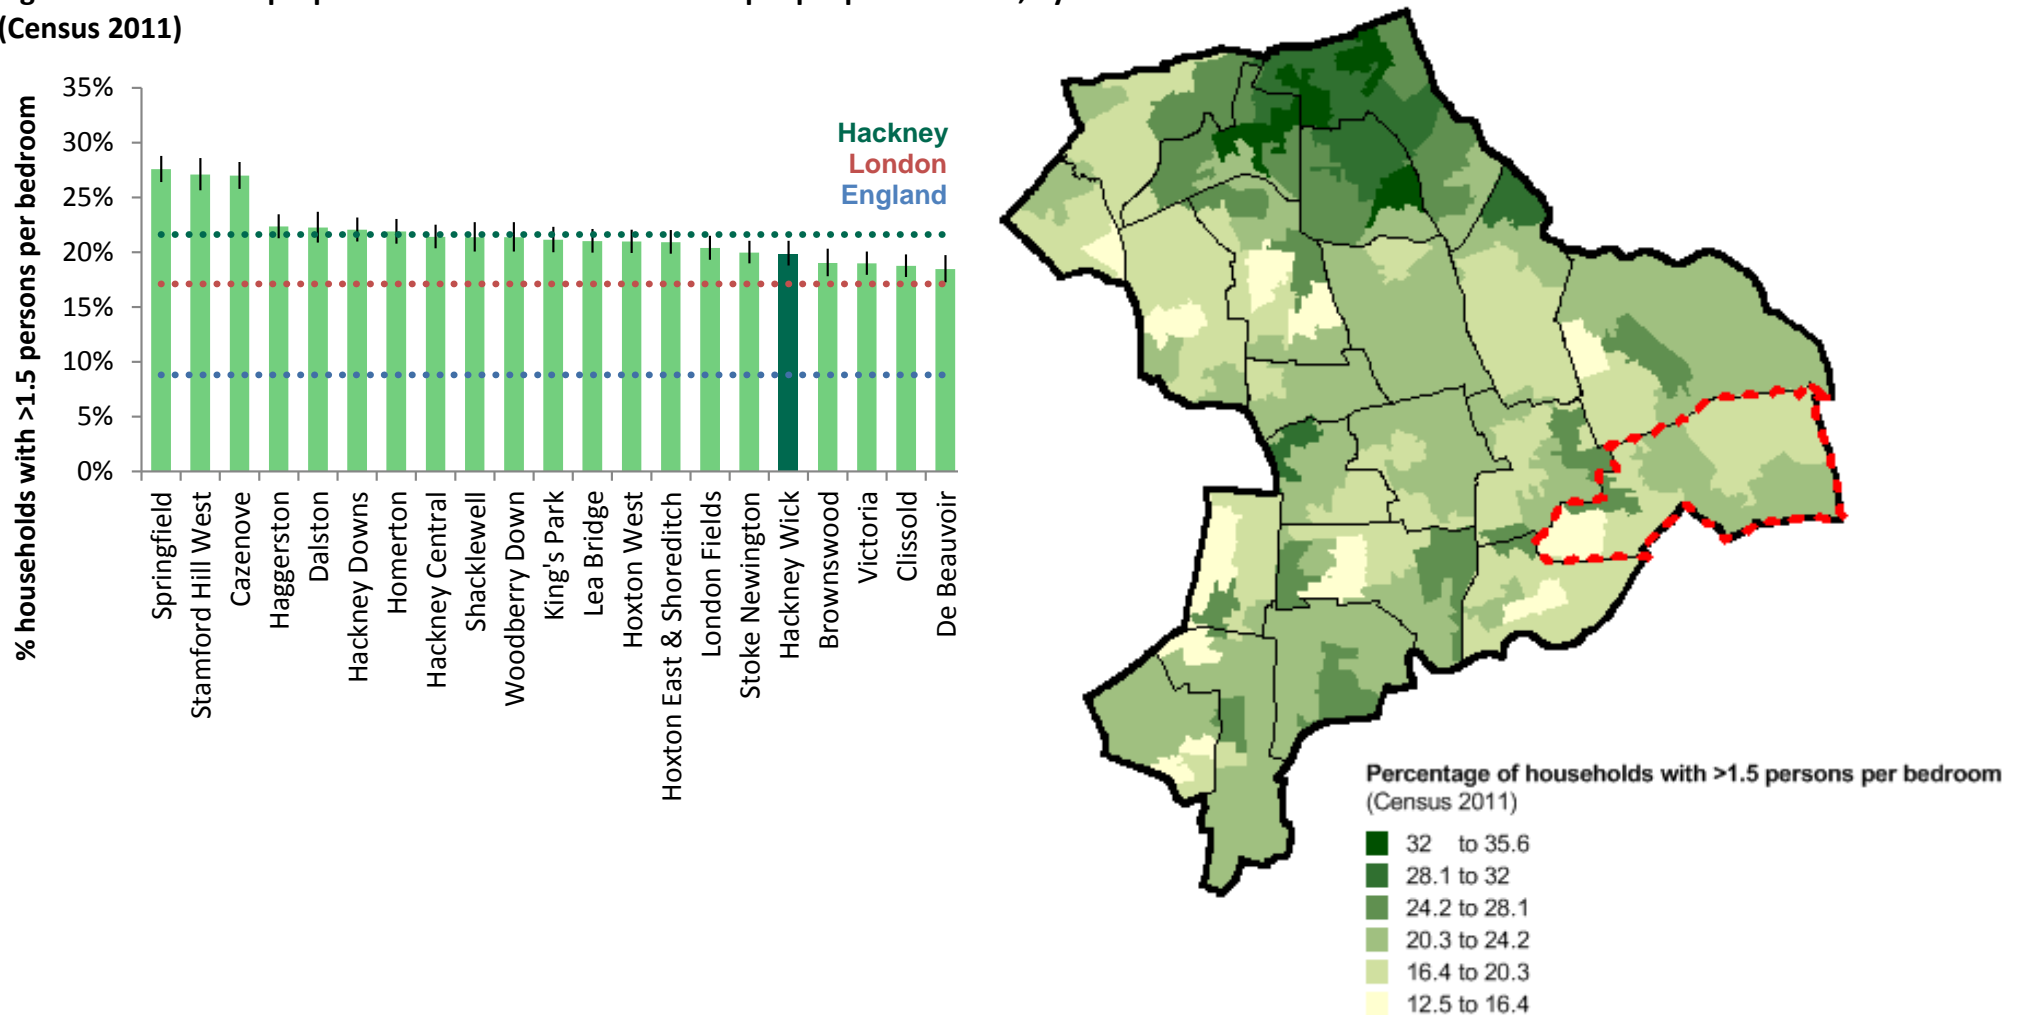 (Census 2011)
% households with >1.5 persons per bedroom
35%
30%
25%
20%
15%
10%
5%
0%
Hackney
London
England
Springfield
Stamford Hill West
Cazenove
Haggerston
Dalston
Hackney Downs
Homerton
Hackney Central
Shacklewell
Woodberry Down
King's Park
Lea Bridge
Hoxton West
Hoxton East & Shoreditch
London Fields
Stoke Newington
Hackney Wick
Brownswood
Victoria
Clissold
De Beauvoir
Percentage of households with >1.5 persons per bedroom
(Census 2011)
32 to 35.6
28.1 to 32
24.2 to 28.1
20.3 to 24.2
16.4 to 20.3
12.5 to 16.4